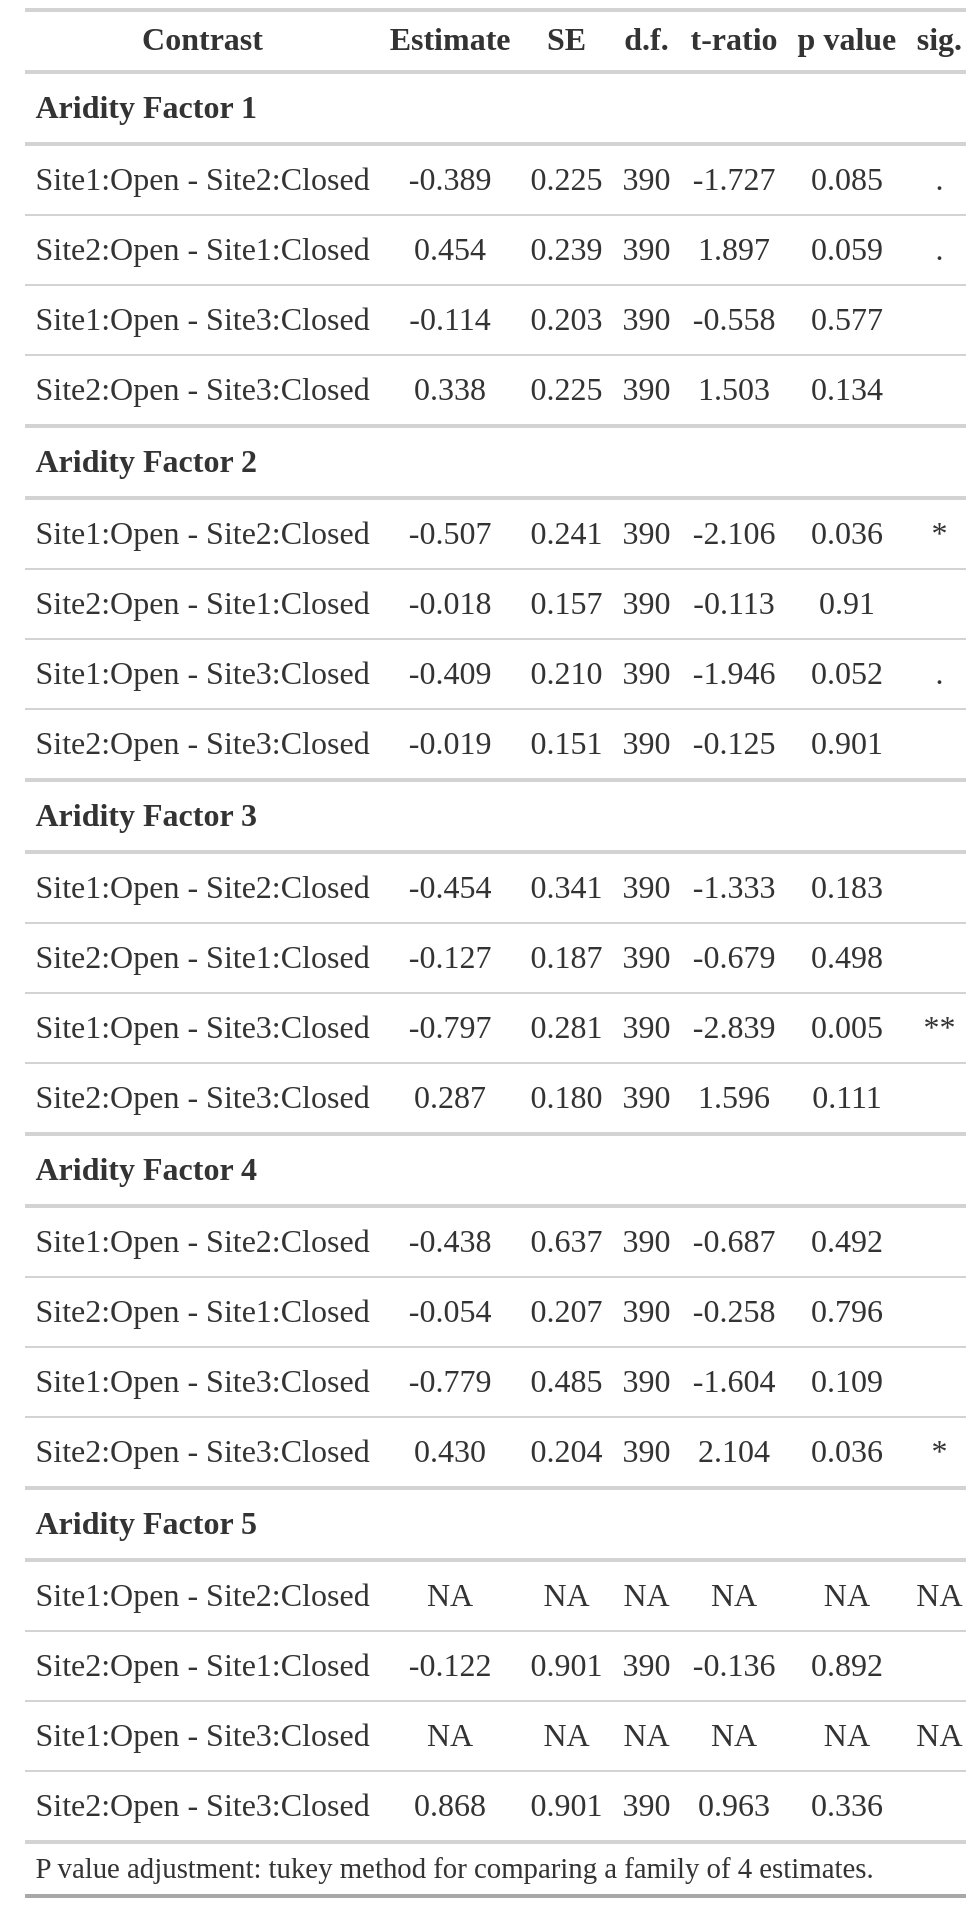 Contrast Estimate SE d.f. t-ratio p value sig.
Aridity Factor 1
Site1:Open - Site2:Closed -0.389 0.225 390 -1.727 0.085 .
Site2:Open - Site1:Closed 0.454 0.239 390 1.897 0.059 .
Site1:Open - Site3:Closed -0.114 0.203 390 -0.558 0.577
Site2:Open - Site3:Closed 0.338 0.225 390 1.503 0.134
Aridity Factor 2
Site1:Open - Site2:Closed -0.507 0.241 390 -2.106 0.036 *
Site2:Open - Site1:Closed -0.018 0.157 390 -0.113 0.91
Site1:Open - Site3:Closed -0.409 0.210 390 -1.946 0.052 .
Site2:Open - Site3:Closed -0.019 0.151 390 -0.125 0.901
Aridity Factor 3
Site1:Open - Site2:Closed -0.454 0.341 390 -1.333 0.183
Site2:Open - Site1:Closed -0.127 0.187 390 -0.679 0.498
Site1:Open - Site3:Closed -0.797 0.281 390 -2.839 0.005 **
Site2:Open - Site3:Closed 0.287 0.180 390 1.596 0.111
Aridity Factor 4
Site1:Open - Site2:Closed -0.438 0.637 390 -0.687 0.492
Site2:Open - Site1:Closed -0.054 0.207 390 -0.258 0.796
Site1:Open - Site3:Closed -0.779 0.485 390 -1.604 0.109
Site2:Open - Site3:Closed 0.430 0.204 390 2.104 0.036 *
Aridity Factor 5
Site1:Open - Site2:Closed NA NA NA NA NA NA
Site2:Open - Site1:Closed -0.122 0.901 390 -0.136 0.892
Site1:Open - Site3:Closed NA NA NA NA NA NA
Site2:Open - Site3:Closed 0.868 0.901 390 0.963 0.336
P value adjustment: tukey method for comparing a family of 4 estimates.